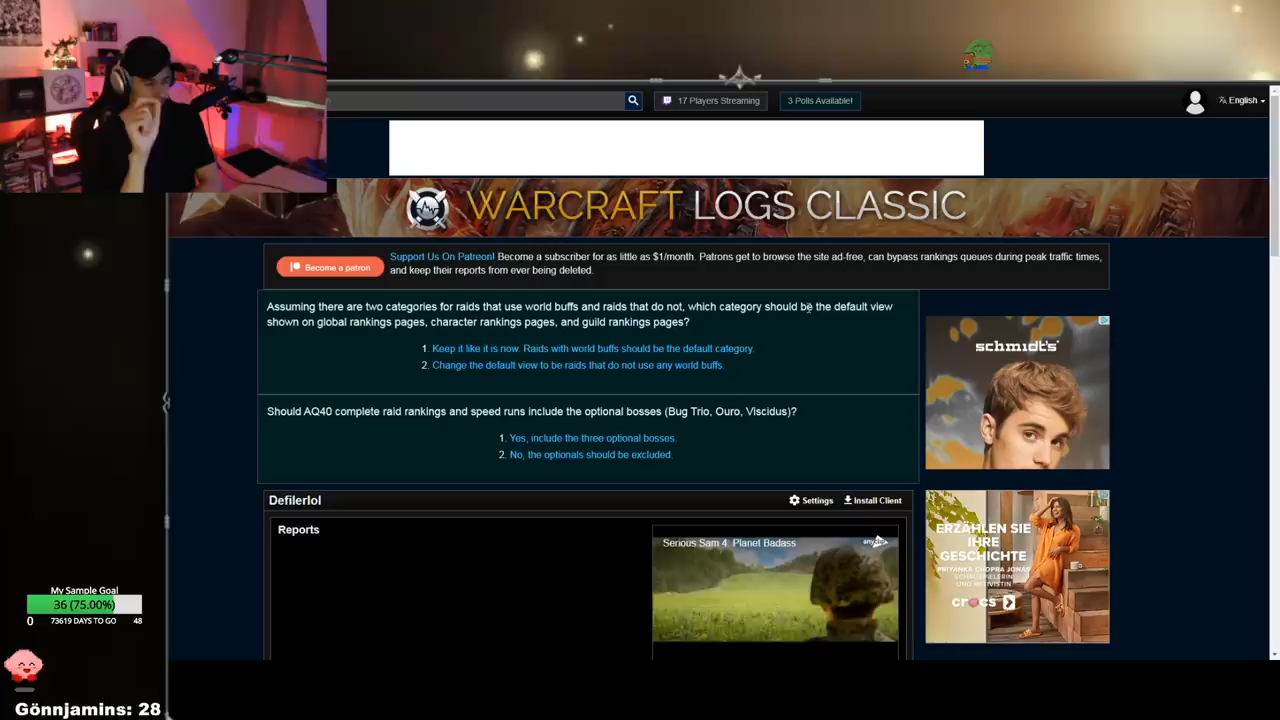 17 Players Streaming
3 Polls Available!
English
WARCRAFT LOGS CLASSIC
Become a patron
Support Us On Patreon! Become a subscriber for as little as $1/month. Patrons get to browse the site ad-free, can bypass rankings queues during peak traffic times,
and keep their reports from ever being deleted.
Assuming there are two categories for raids that use world buffs and raids that do not, which category should be the default view
shown on global rankings pages, character rankings pages, and guild rankings pages?
1. Keep it like it is now. Raids with world buffs should be the default category.
2. Change the default view to be raids that do not use any world buffs.
Should AQ40 complete raid rankings and speed runs include the optional bosses (Bug Trio, Ouro, Viscidus)?
1. Yes, include the three optional bosses.
2. No, the optionals should be excluded.
schmidt's
Defilerlol
Settings
Install Client
Reports
Serious Sam 4: Planet Badass
ERZÄHLEN SIE
IHRE
GESCHICHTE
PRIYANKA CHOPRA JONAS
crocs
My Sample Goal
36 (75.00%)
0
73619 DAYS TO GO
48
Gönnjamins: 28